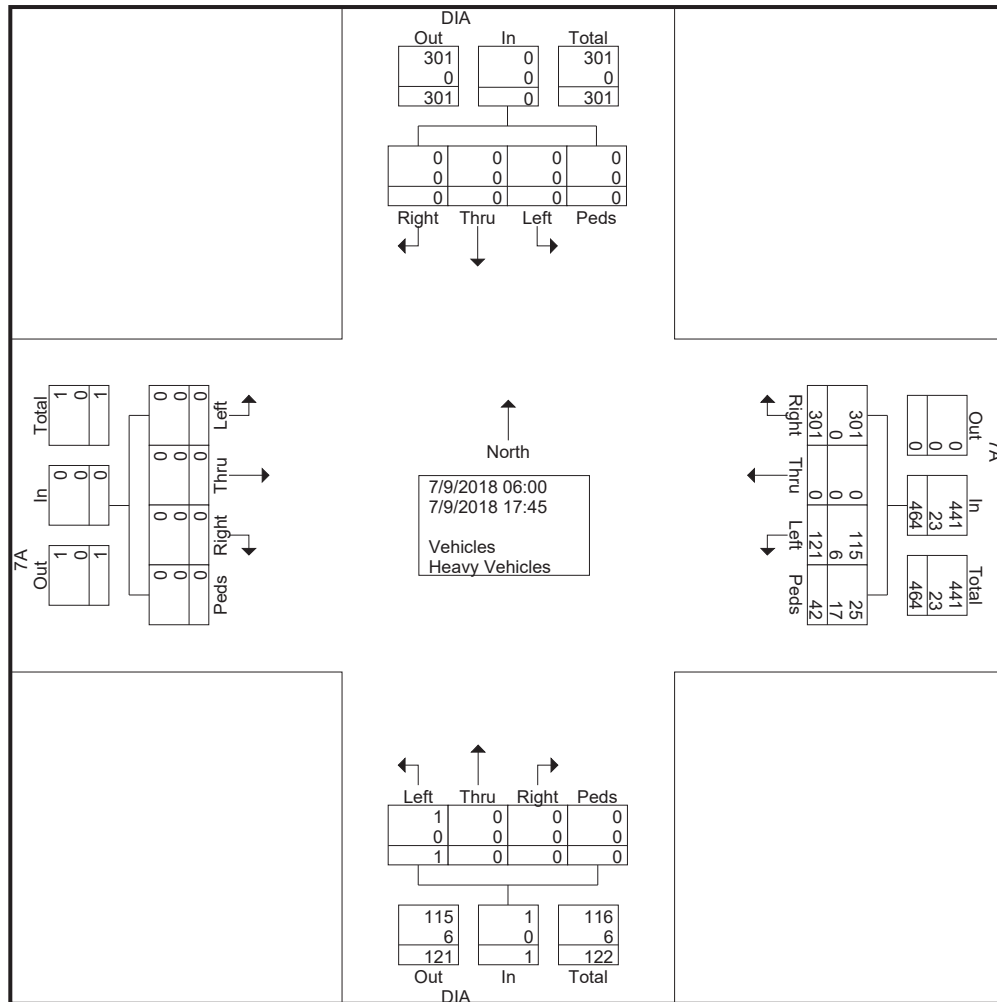 DIA
Out In Total
301 0 301
0 0 0
301 0 301
0 0 0 0
0 0 0 0
0 0 0 0
Right Thru Left Peds
Total In Out
7A
1 0 1
0 0 0
1 0 1
Left Thru Right Peds
0 0 0 0
0 0 0 0
0 0 0 0
North
7/9/2018 06:00
7/9/2018 17:45
Vehicles
Heavy Vehicles
7A
Out In Total
0 441 441
0 23 23
0 464 464
301 0 115 25
0 0 6 17
301 0 121 42
Right Thru Left Peds
Left Thru Right Peds
1 0 0 0
0 0 0 0
1 0 0 0
115 1 116
6 0 6
121 1 122
Out In Total
DIA